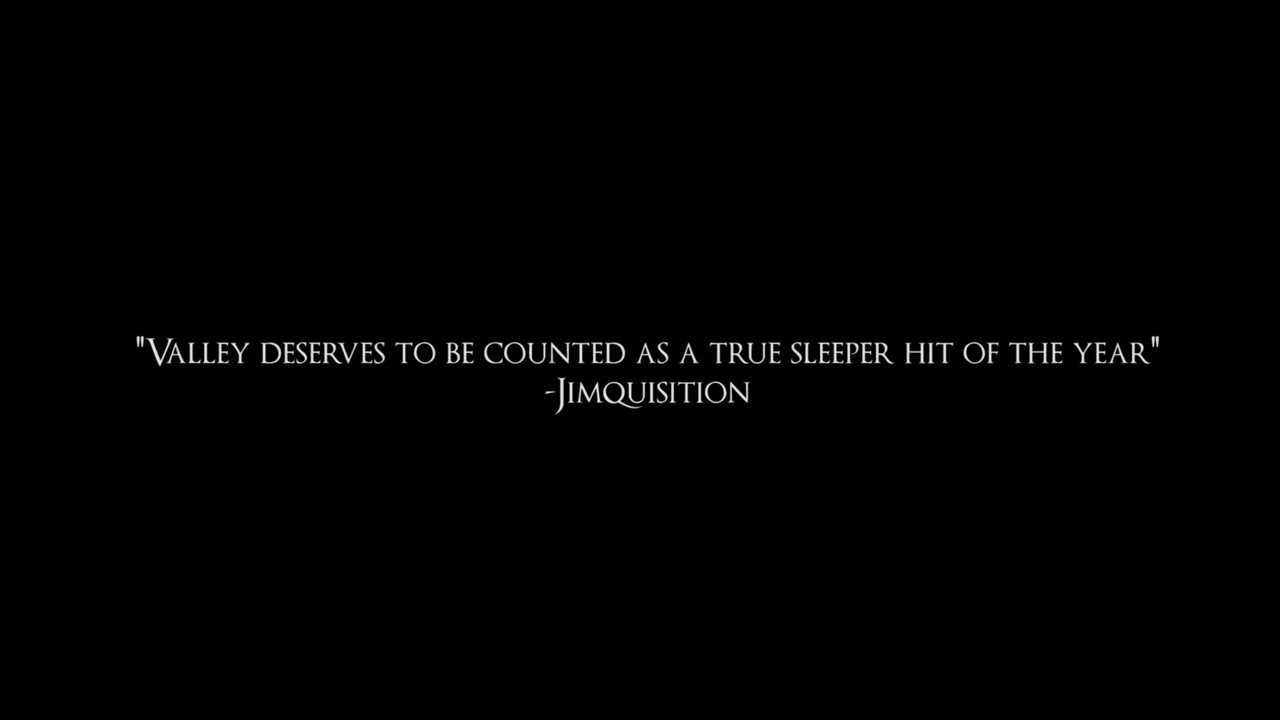 "Valley deserves to be counted as a true sleeper hit of the year"
-Jimquisition